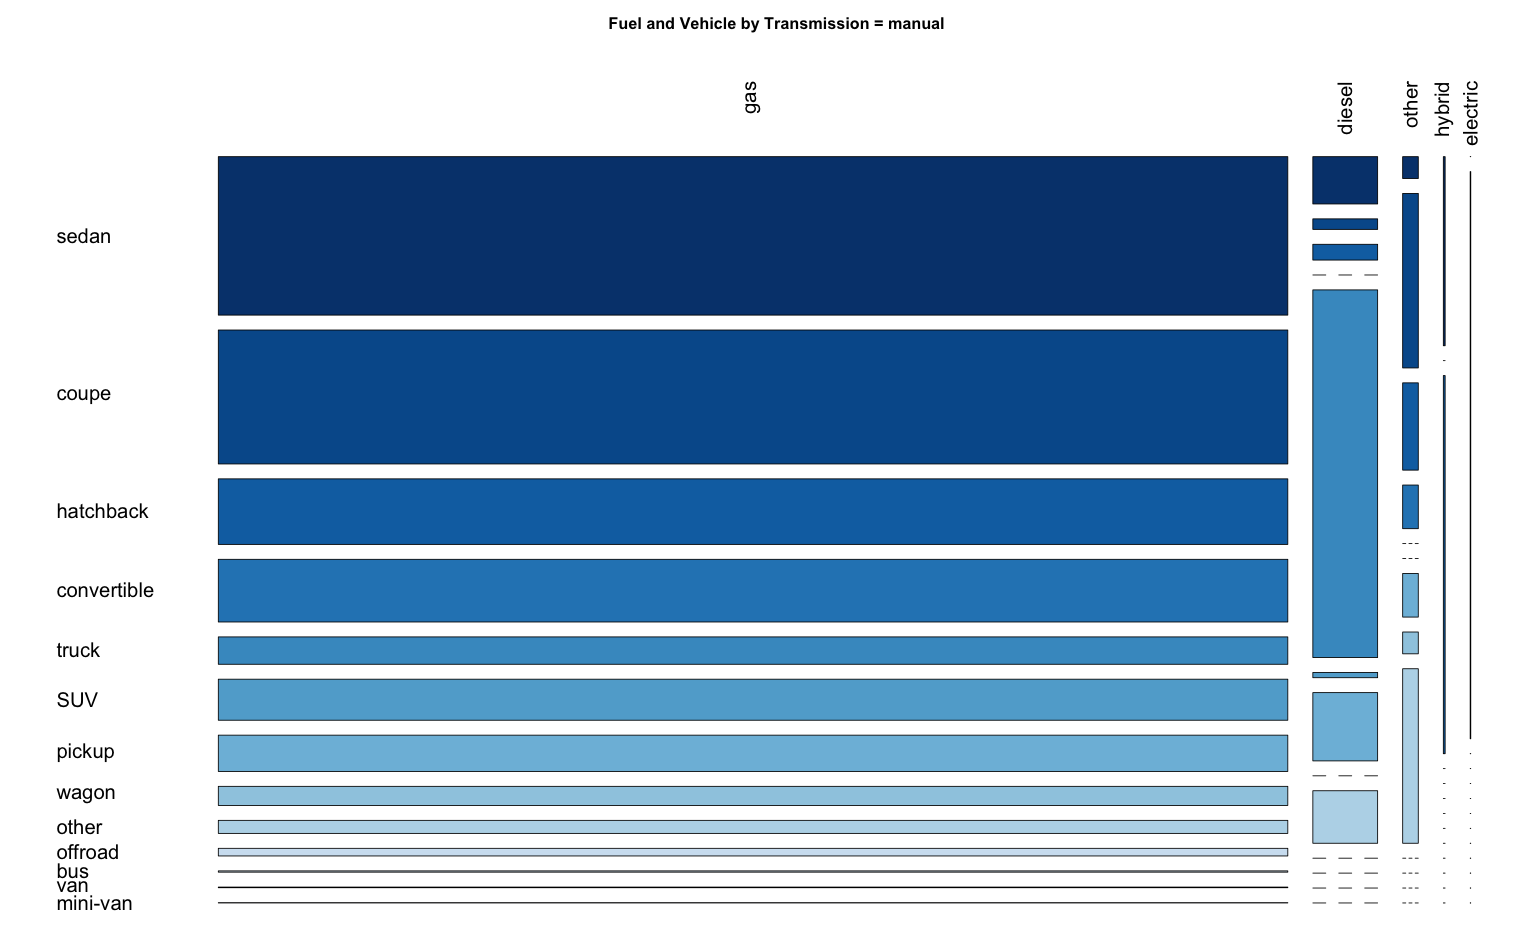 Fuel and Vehicle by Transmission = manual
gas
diesel
other
hybrid
electric
sedan
coupe
hatchback
convertible
truck
SUV
pickup
wagon
other
offroad
bus
van
mini-van